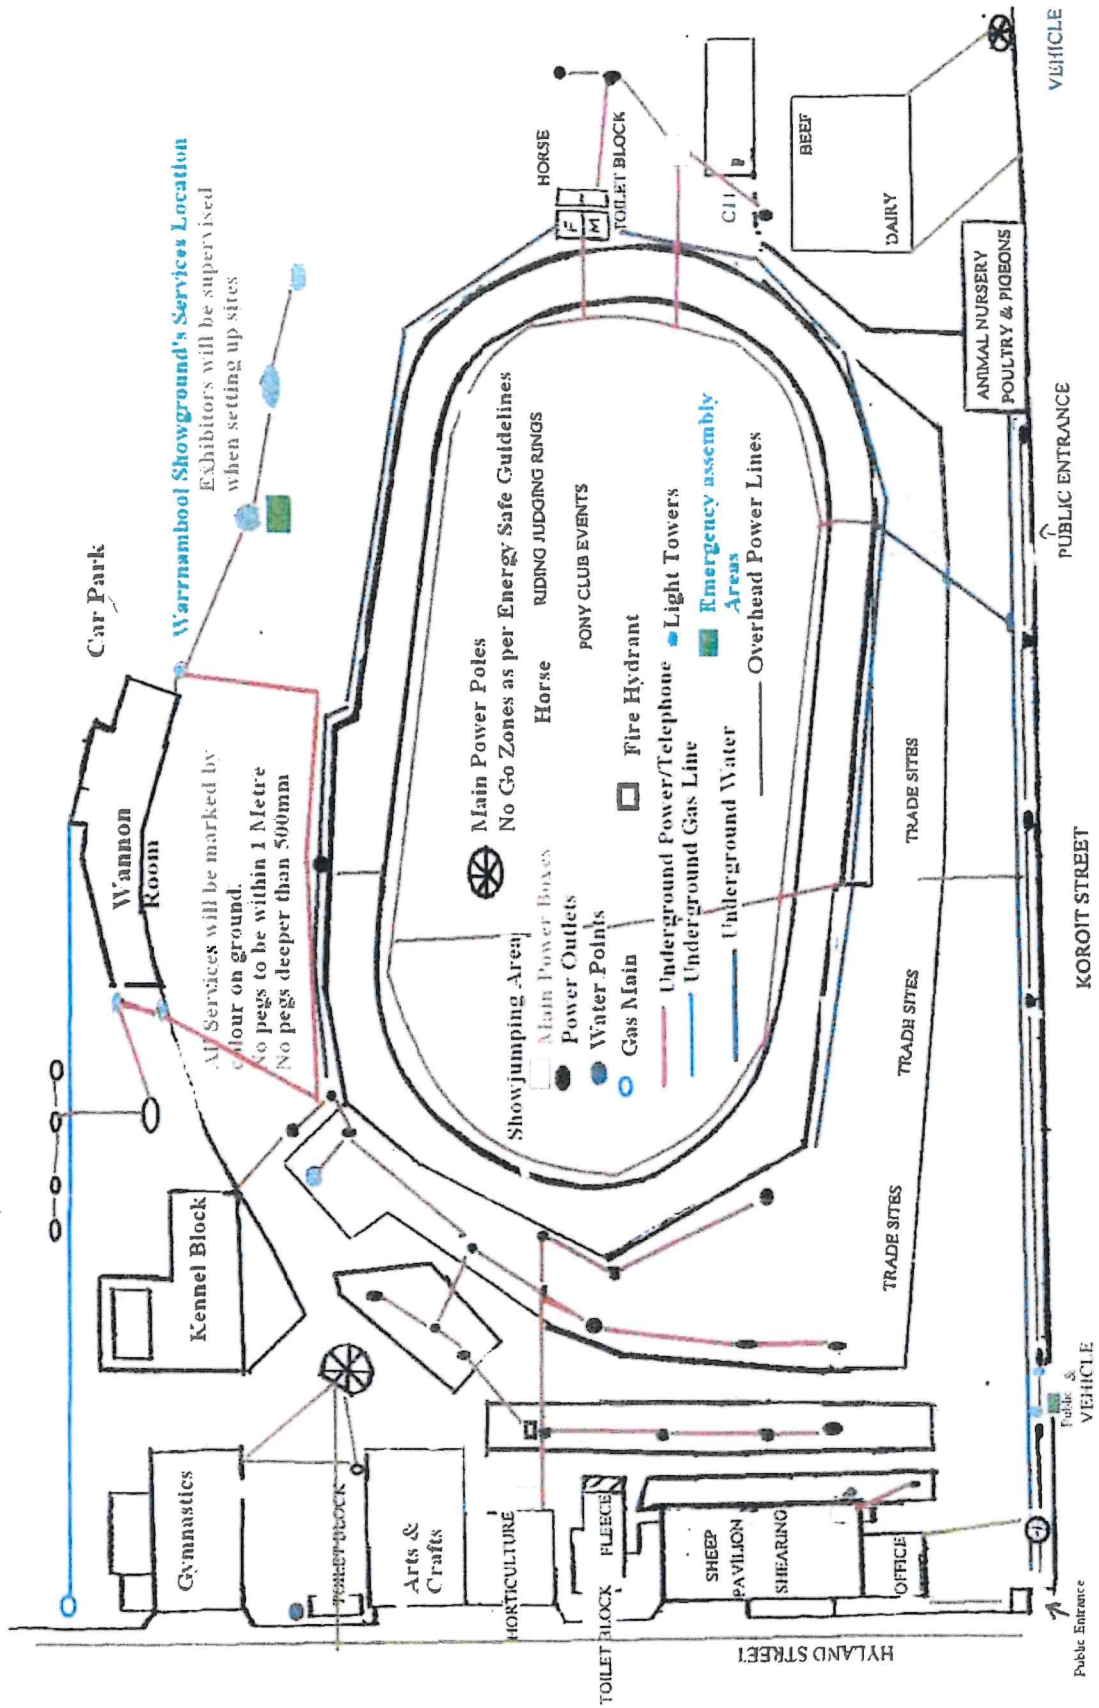 Car Park
Warrnambool Showground's Services Location
Exhibitors will be supervised
when setting up sites
Wannon
Room
All Services will be marked by
colour on ground.
No pegs to be within 1 Metre
No pegs deeper than 500mm
Kennel Block
Gymnastics
TOILET BLOCK
Arts &
Crafts
HORTICULTURE
TOILET BLOCK
FLEECE
SHEEP
PAVILION
SHEARING
OFFICE
HYLAND STREET
Public Entrance
Main Power Poles
No Go Zones as per Energy Safe Guidelines
Horse
RIDING JUDGING RINGS
PONY CLUB EVENTS
Showjumping Area
Main Power Boxes
Power Outlets
Water Points
Gas Main
Fire Hydrant
Underground Power/Telephone
Underground Gas Line
Underground Water
Light Towers
Emergency assembly
Areas
Overhead Power Lines
HORSE
F
M
TOILET BLOCK
BEEF
DAIRY
ANIMAL NURSERY
POULTRY & PIGEONS
TRADE SITES
TRADE SITES
TRADE SITES
Public &
VEHICLE
KOROIT STREET
PUBLIC ENTRANCE
VEHICLE